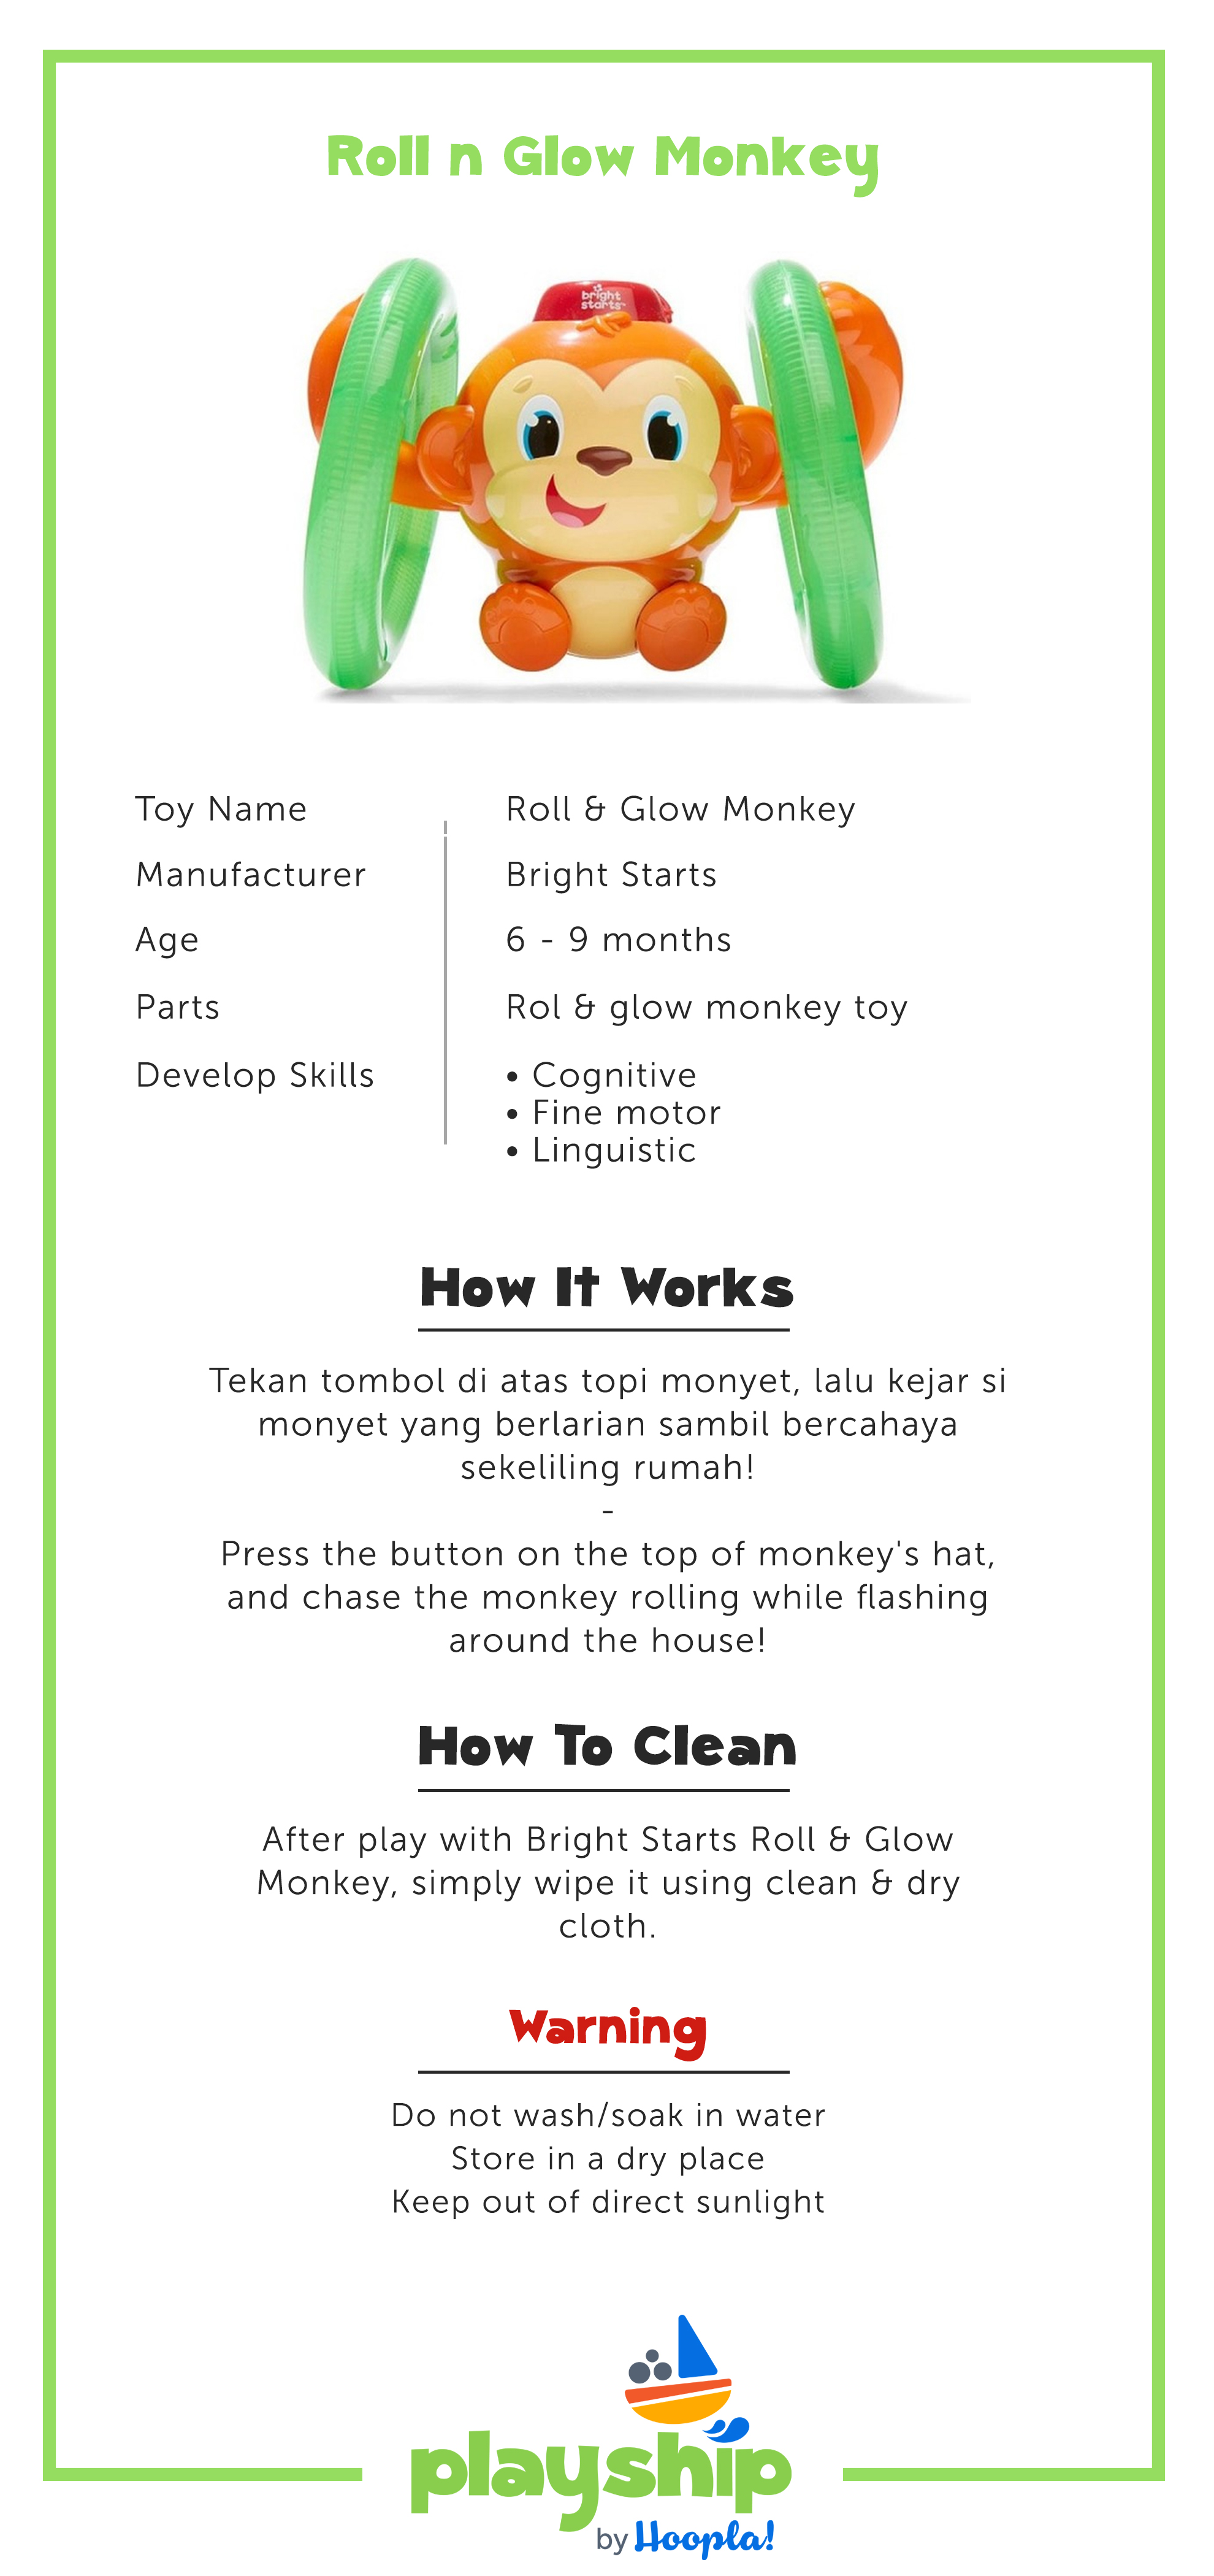 Roll n Glow Monkey
bright
starts
Toy Name
Roll & Glow Monkey
Manufacturer
Bright Starts
Age
6 - 9 months
Parts
Rol & glow monkey toy
Develop Skills
• Cognitive
• Fine motor
• Linguistic
How It Works
Tekan tombol di atas topi monyet, lalu kejar si
monyet yang berlarian sambil bercahaya
sekeliling rumah!
-
Press the button on the top of monkey's hat,
and chase the monkey rolling while flashing
around the house!
How To Clean
After play with Bright Starts Roll & Glow
Monkey, simply wipe it using clean & dry
cloth.
Warning
Do not wash/soak in water
Store in a dry place
Keep out of direct sunlight
playship
by Hoopla!